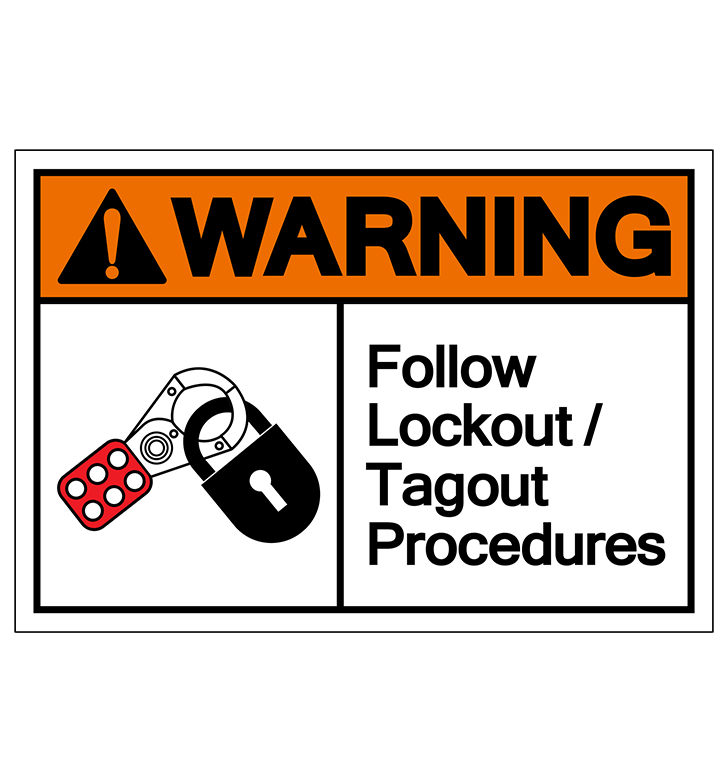 WARNING
Follow
Lockout /
Tagout
Procedures